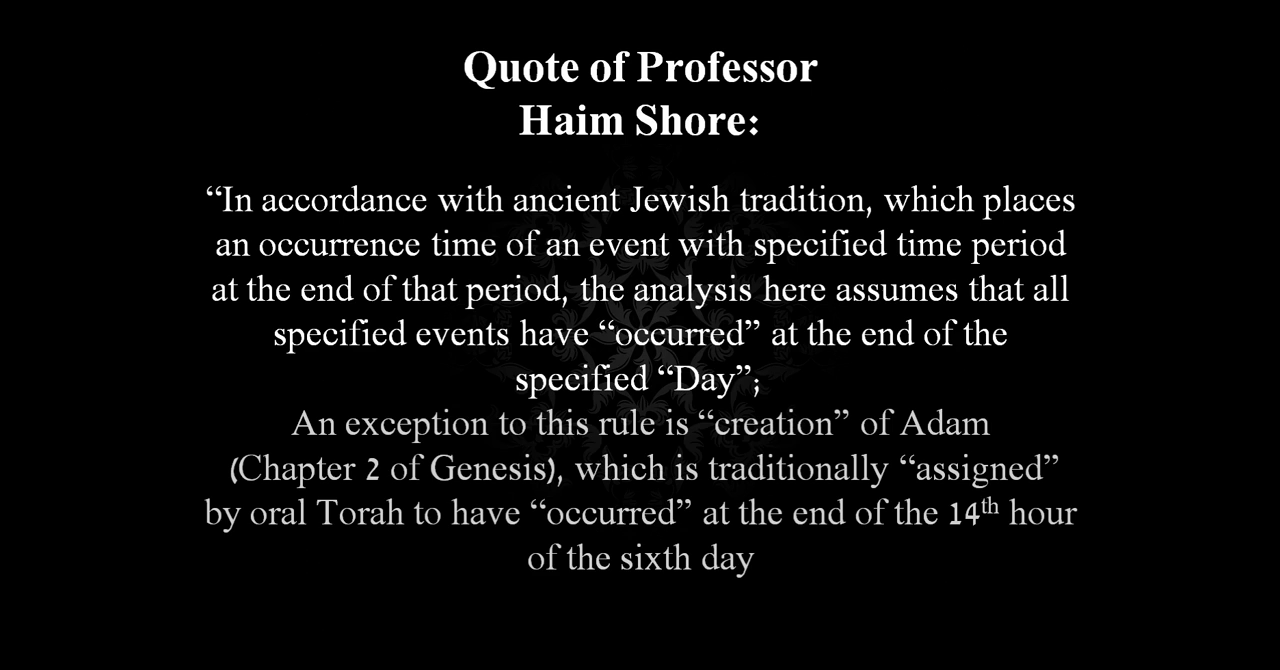 Quote of Professor
Haim Shore:
“In accordance with ancient Jewish tradition, which places
an occurrence time of an event with specified time period
at the end of that period, the analysis here assumes that all
specified events have “occurred” at the end of the
specified “Day”;
An exception to this rule is “creation” of Adam
(Chapter 2 of Genesis), which is traditionally “assigned”
by oral Torah to have “occurred” at the end of the 14th hour
of the sixth day